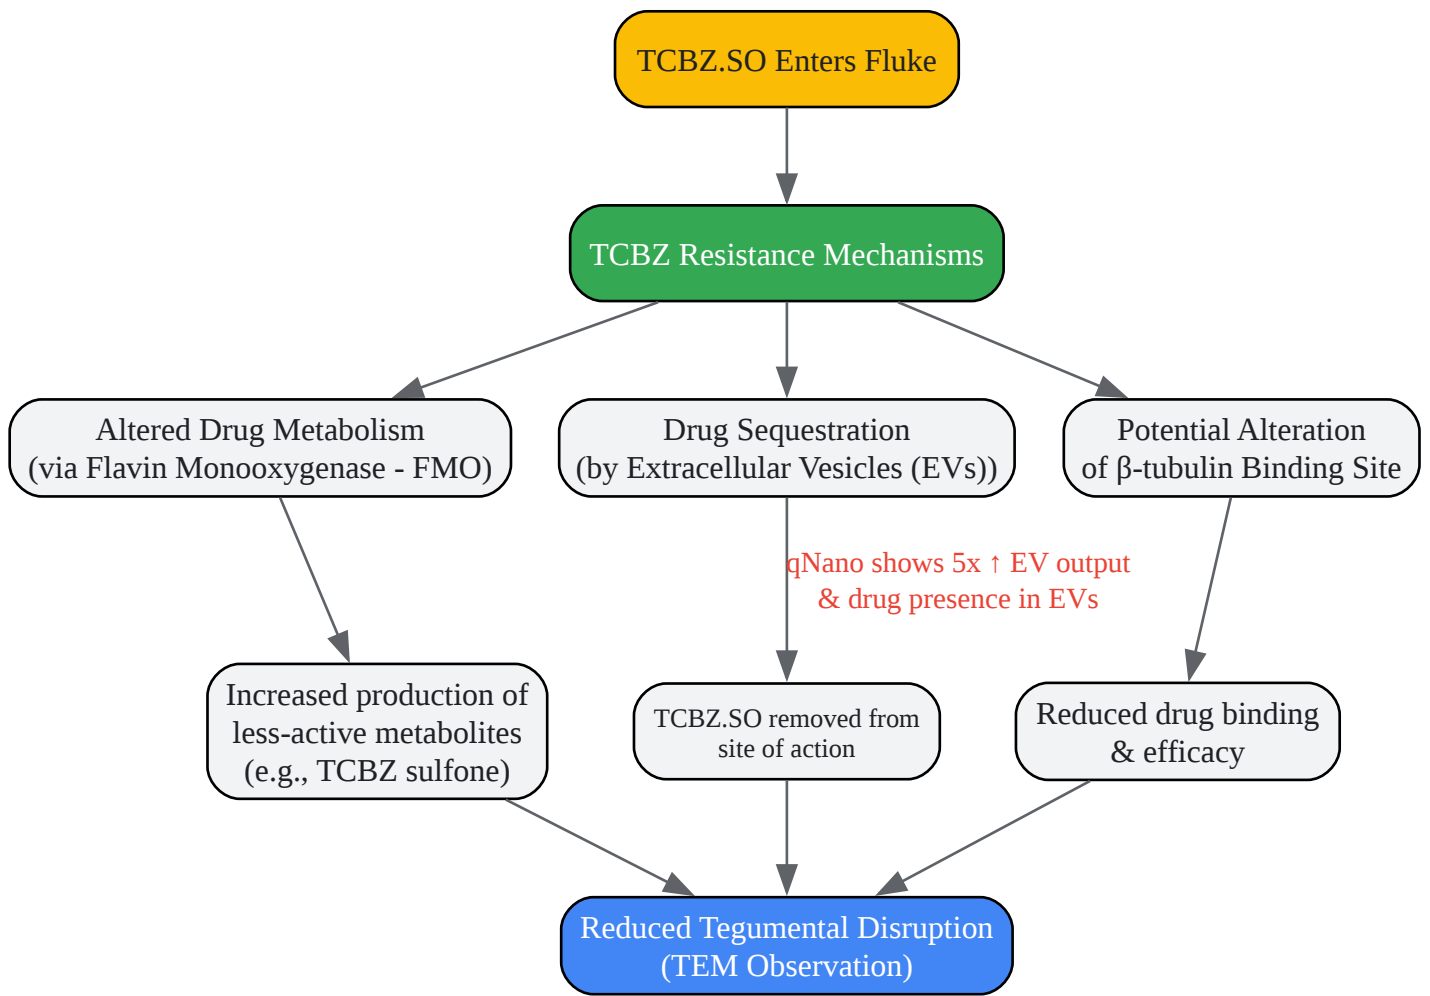 TCBZ.SO Enters Fluke
TCBZ Resistance Mechanisms
Altered Drug Metabolism
(via Flavin Monooxygenase - FMO)
Drug Sequestration
(by Extracellular Vesicles (EVs))
Potential Alteration
of β-tubulin Binding Site
qNano shows 5x ↑ EV output
& drug presence in EVs
Increased production of
less-active metabolites
(e.g., TCBZ sulfone)
TCBZ.SO removed from
site of action
Reduced drug binding
& efficacy
Reduced Tegumental Disruption
(TEM Observation)